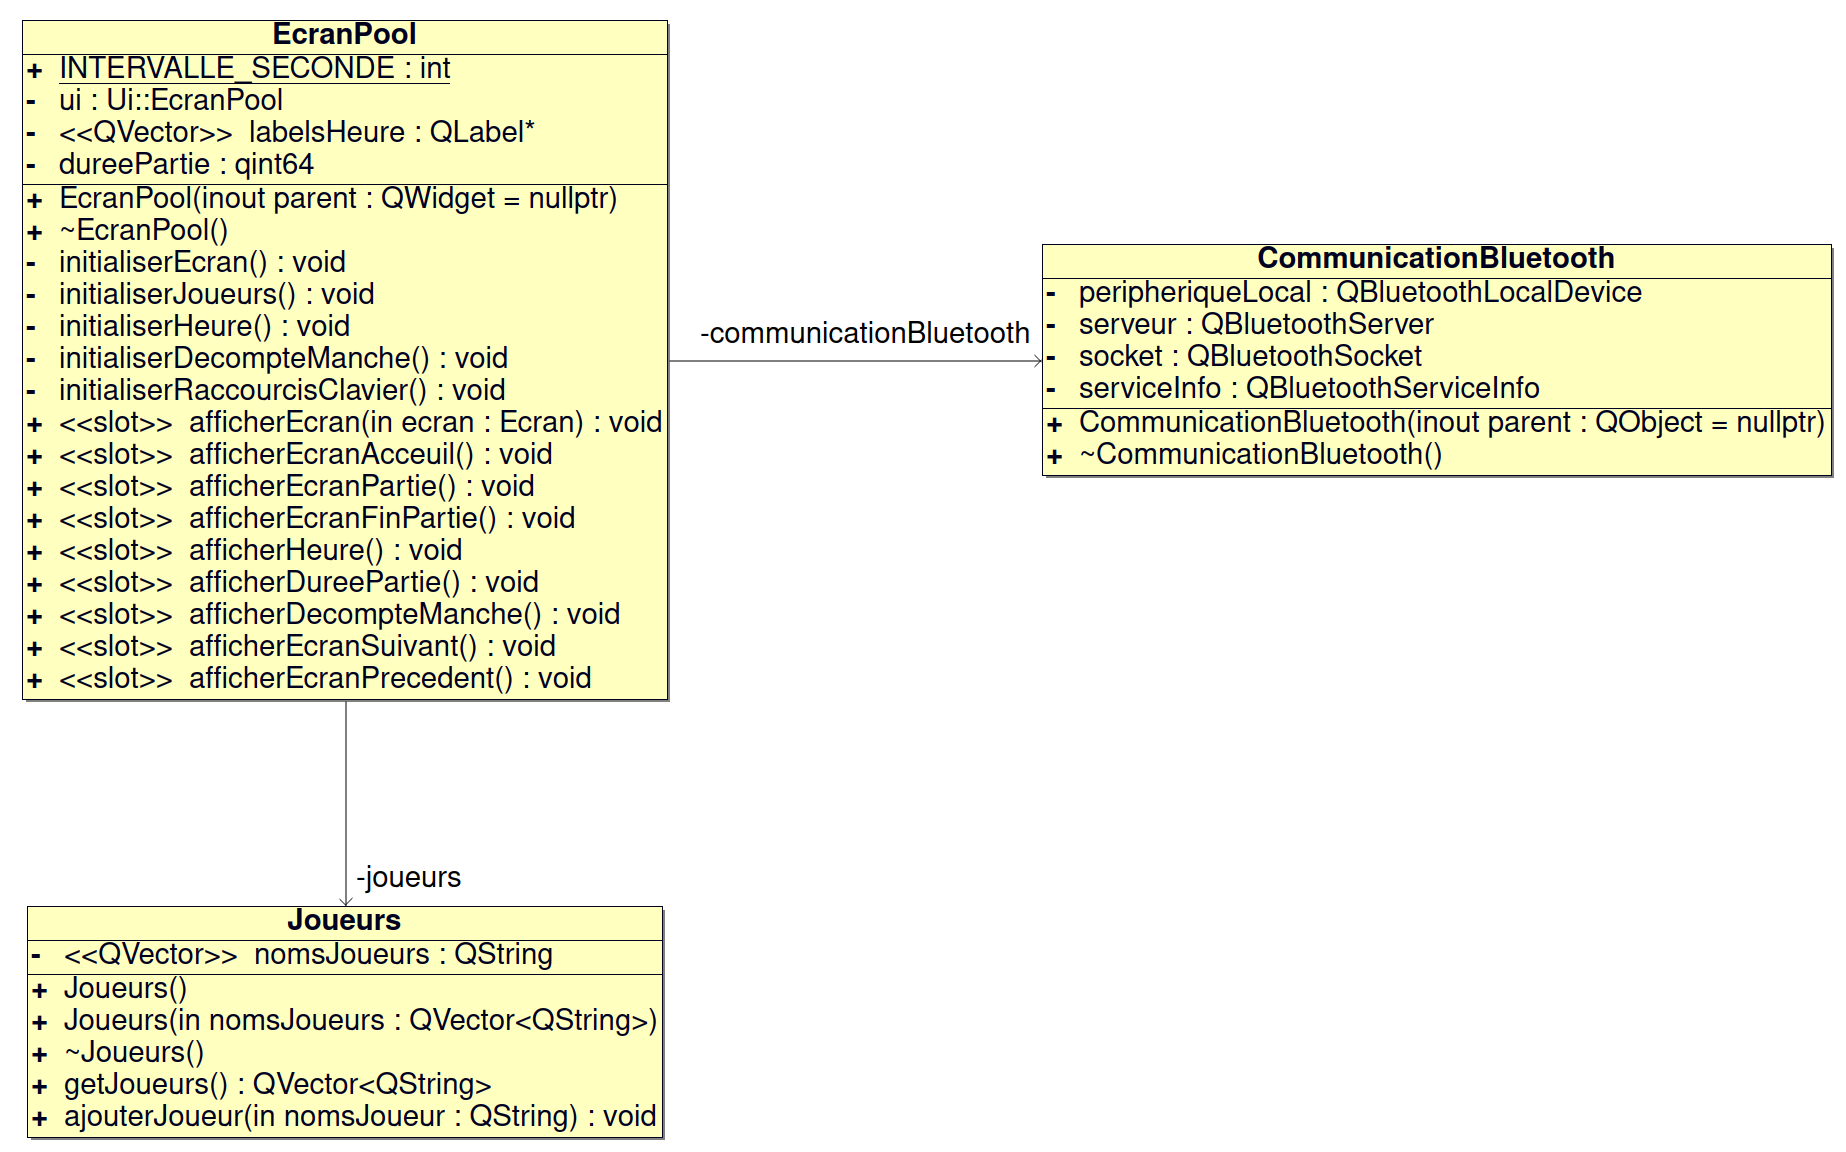 EcranPool
+ INTERVALLE_SECONDE : int
- ui : Ui::EcranPool
- <<QVector>> labelsHeure : QLabel*
- dureePartie : qint64
+ EcranPool(inout parent : QWidget = nullptr)
+ ~EcranPool()
- initialiserEcran() : void
- initialiserJoueurs() : void
- initialiserHeure() : void
- initialiserDecompteManche() : void
- initialiserRaccourcisClavier() : void
+ <<slot>> afficherEcran(in ecran : Ecran) : void
+ <<slot>> afficherEcranAcceuil() : void
+ <<slot>> afficherEcranPartie() : void
+ <<slot>> afficherEcranFinPartie() : void
+ <<slot>> afficherHeure() : void
+ <<slot>> afficherDureePartie() : void
+ <<slot>> afficherDecompteManche() : void
+ <<slot>> afficherEcranSuivant() : void
+ <<slot>> afficherEcranPrecedent() : void
-communicationBluetooth
CommunicationBluetooth
- peripheriqueLocal : QBluetoothLocalDevice
- serveur : QBluetoothServer
- socket : QBluetoothSocket
- serviceInfo : QBluetoothServiceInfo
+ CommunicationBluetooth(inout parent : QObject = nullptr)
+ ~CommunicationBluetooth()
-joueurs
Joueurs
- <<QVector>> nomsJoueurs : QString
+ Joueurs()
+ Joueurs(in nomsJoueurs : QVector<QString>)
+ ~Joueurs()
+ getJoueurs() : QVector<QString>
+ ajouterJoueur(in nomsJoueur : QString) : void